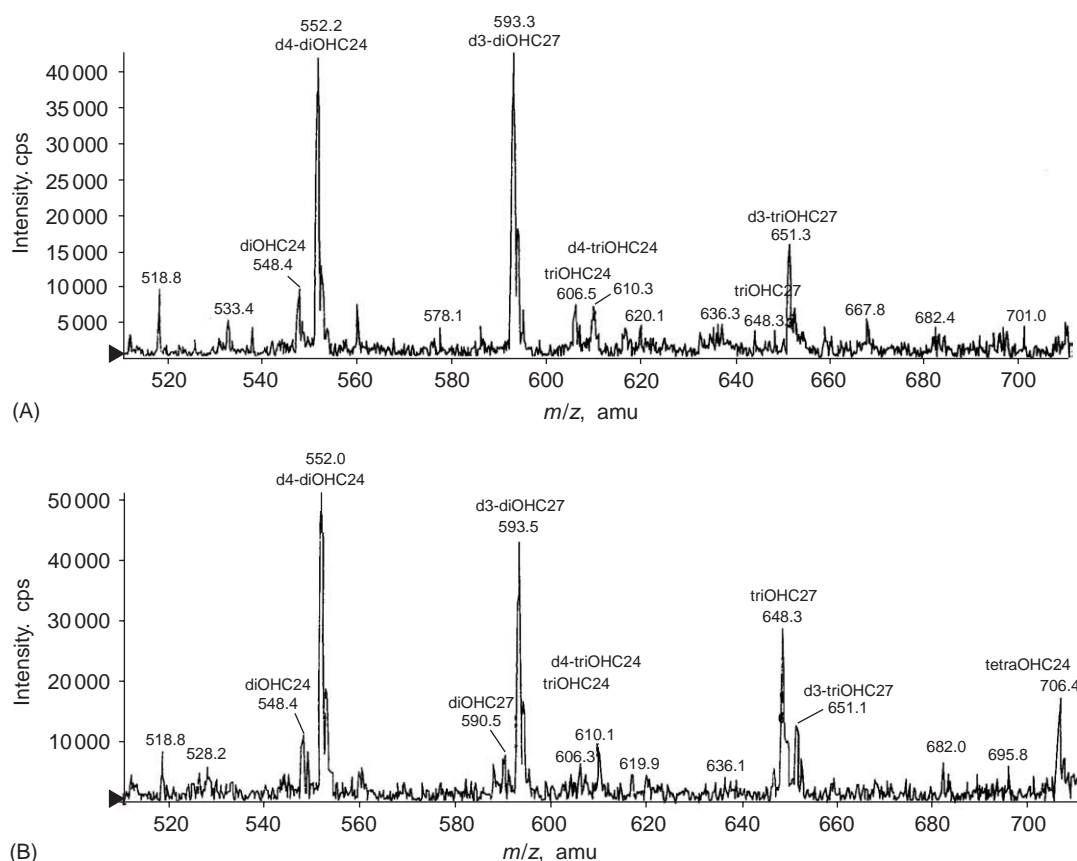 552.2
d4-diOHC24
593.3
d3-diOHC27
40 000
35 000
30 000
25 000
20 000
15 000
10 000
5 000
Intensity. cps
518.8
533.4
diOHC24
548.4
578.1
d4-triOHC24
triOHC24
606.5
610.3
620.1
636.3
d3-triOHC27
651.3
triOHC27
648.3
667.8
682.4
701.0
520 540 560 580 600 620 640 660 680 700
m/z, amu
(A)
552.0
d4-diOHC24
d3-diOHC27
593.5
50 000
40 000
30 000
20 000
10 000
Intensity. cps
518.8
528.2
diOHC24
548.4
diOHC27
590.5
d4-triOHC24
triOHC24
606.3
610.1
619.9
636.1
triOHC27
648.3
d3-triOHC27
651.1
682.0
695.8
tetraOHC24
706.4
520 540 560 580 600 620 640 660 680 700
m/z, amu
(B)